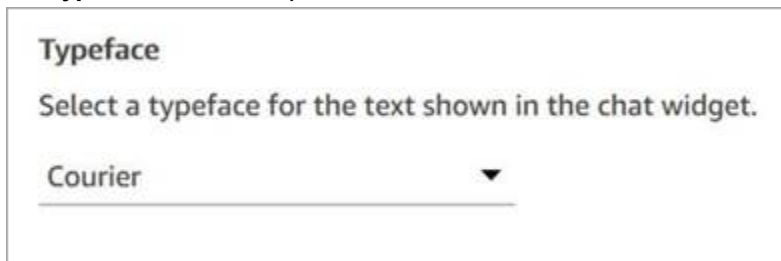 Typeface
Select a typeface for the text shown in the chat widget.
Courier